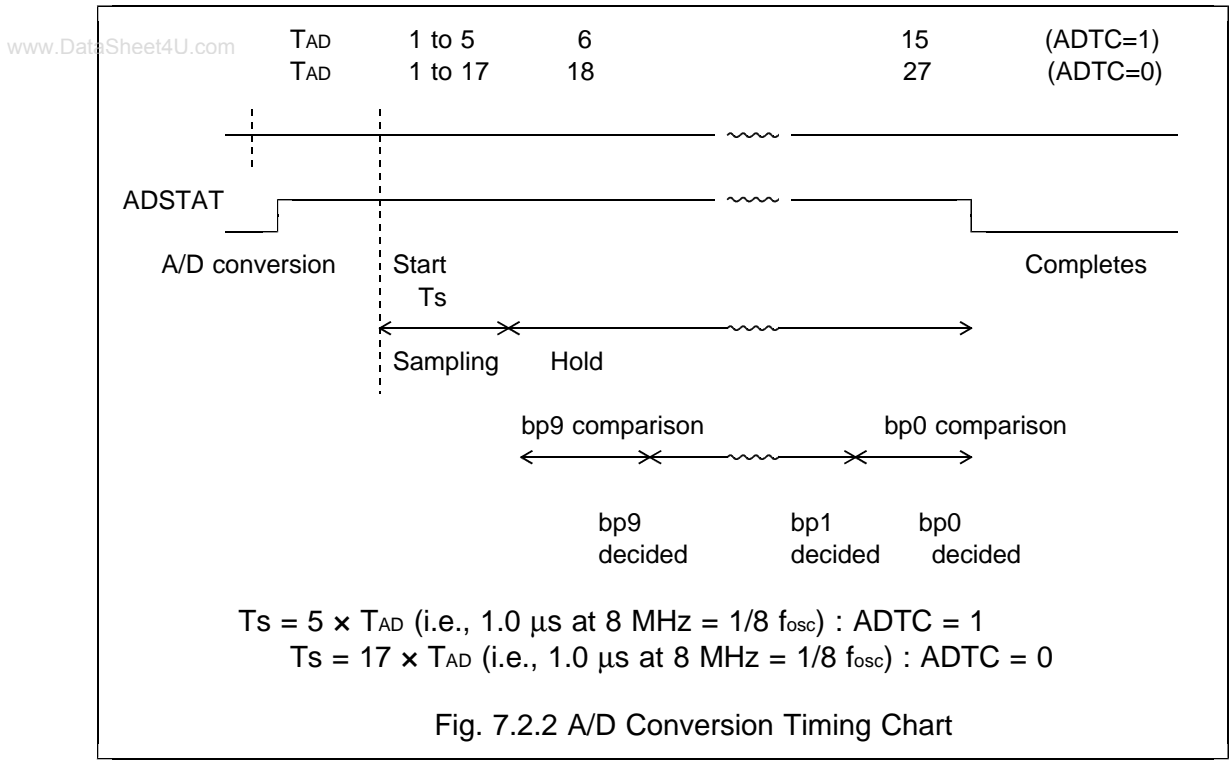 www.DataSheet4U.com
TAD 1 to 5 6 15 (ADTC=1)
TAD 1 to 17 18 27 (ADTC=0)
ADSTAT
A/D conversion Start Completes
Ts
Sampling Hold
bp9 comparison bp0 comparison
bp9 bp1 bp0
decided decided decided
Ts = 5 × TAD (i.e., 1.0 μs at 8 MHz = 1/8 fosc) : ADTC = 1
Ts = 17 × TAD (i.e., 1.0 μs at 8 MHz = 1/8 fosc) : ADTC = 0
Fig. 7.2.2 A/D Conversion Timing Chart